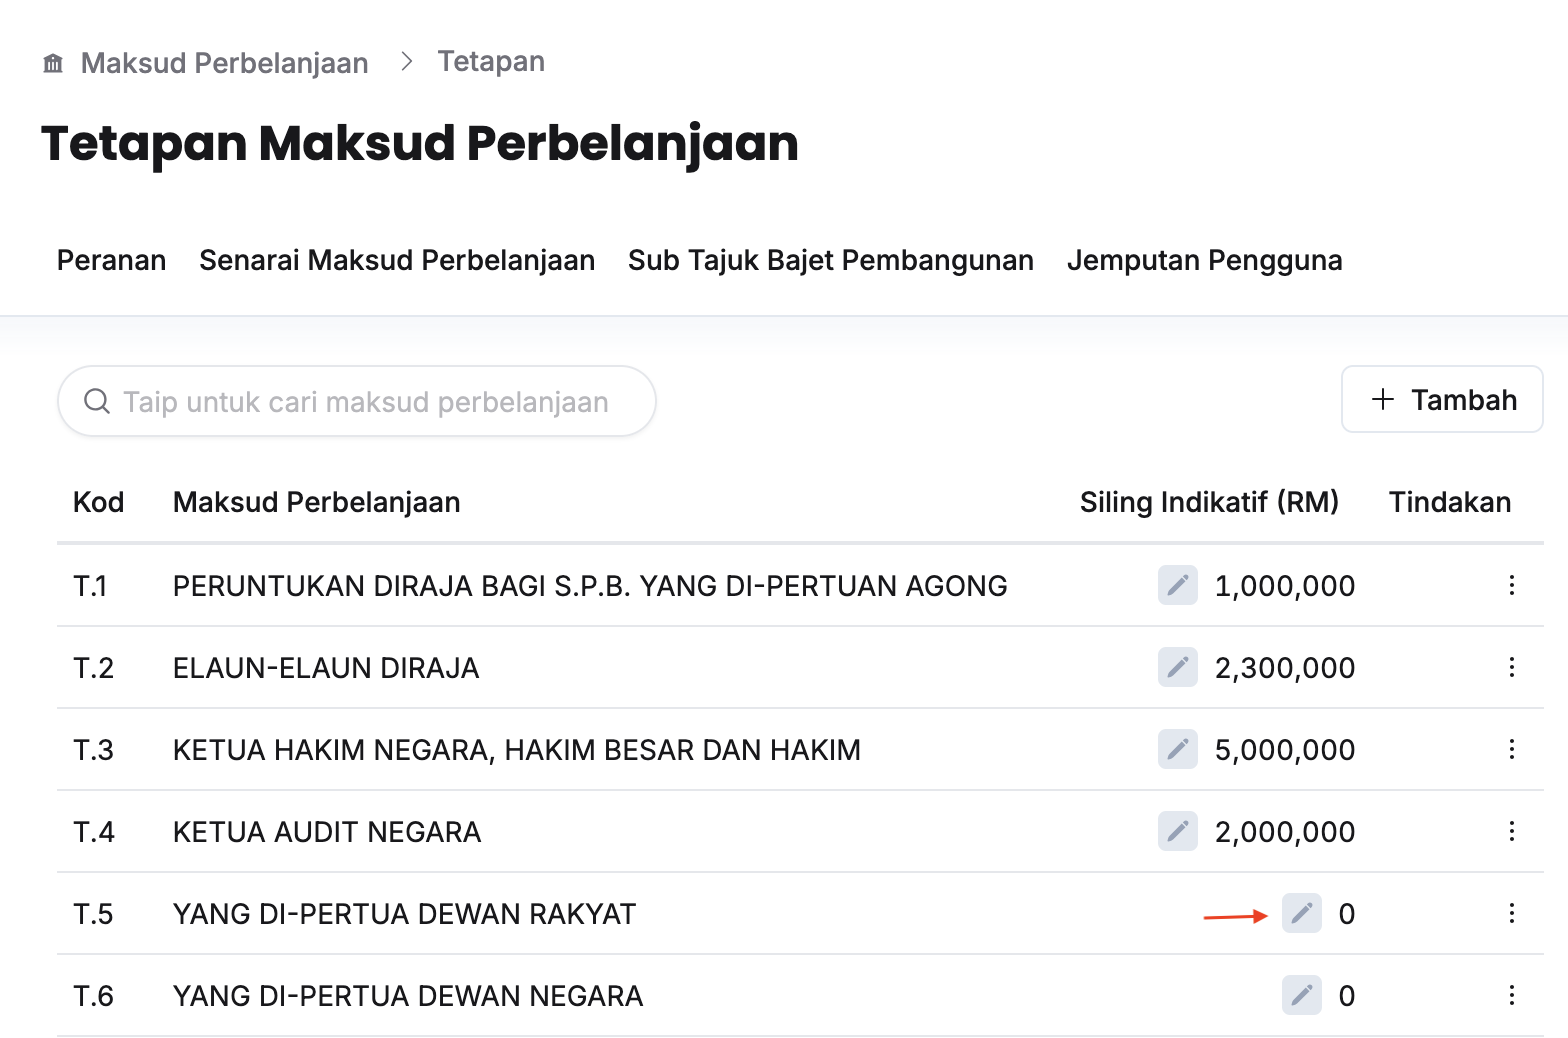 Maksud Perbelanjaan > Tetapan
Tetapan Maksud Perbelanjaan
Peranan Senarai Maksud Perbelanjaan Sub Tajuk Bajet Pembangunan Jemputan Pengguna
Taip untuk cari maksud perbelanjaan + Tambah
Kod Maksud Perbelanjaan Siling Indikatif (RM) Tindakan
T.1 PERUNTUKAN DIRAJA BAGI S.P.B. YANG DI-PERTUAN AGONG 1,000,000
T.2 ELAUN-ELAUN DIRAJA 2,300,000
T.3 KETUA HAKIM NEGARA, HAKIM BESAR DAN HAKIM 5,000,000
T.4 KETUA AUDIT NEGARA 2,000,000
T.5 YANG DI-PERTUA DEWAN RAKYAT 0
T.6 YANG DI-PERTUA DEWAN NEGARA 0